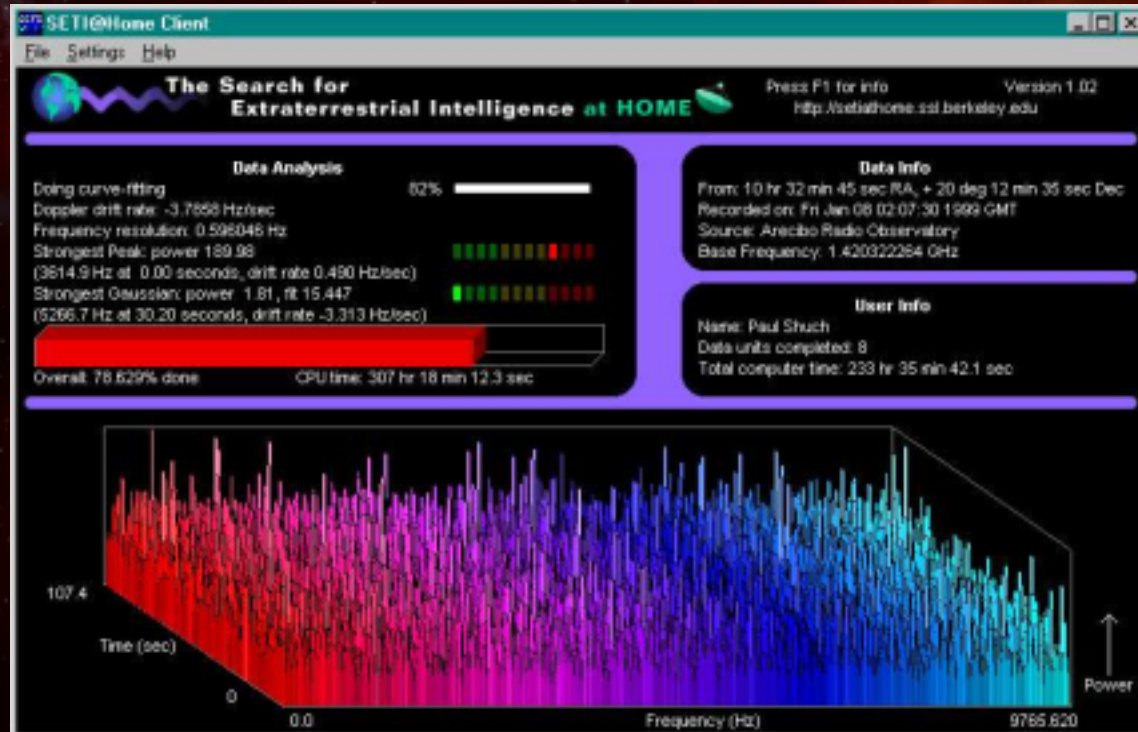 SETI@Home Client
File Settings Help
The Search for
Extraterrestrial Intelligence at HOME
Press F1 for info Version 1.02
http://setiathome.ssl.berkeley.edu
Data Analysis
Doing curve-fitting 82%
Doppler drift rate: -3.7858 Hz/sec
Frequency resolution: 0.596046 Hz
Strongest Peak: power 189.98
(3614.9 Hz at 0.00 seconds, drift rate 0.490 Hz/sec)
Strongest Gaussian: power 1.81, fit 15.447
(5266.7 Hz at 30.20 seconds, drift rate -3.313 Hz/sec)
Overall: 78.629% done CPU time: 307 hr 18 min 12.3 sec
Data Info
From: 10 hr 32 min 45 sec RA, + 20 deg 12 min 35 sec Dec
Recorded on: Fri Jan 08 02:07:30 1999 GMT
Source: Arecibo Radio Observatory
Base Frequency: 1.420322264 GHz
User Info
Name: Paul Shuch
Data units completed: 8
Total computer time: 233 hr 35 min 42.1 sec
107.4
Time (sec)
0
0.0 Frequency (Hz) 9765.620
Power